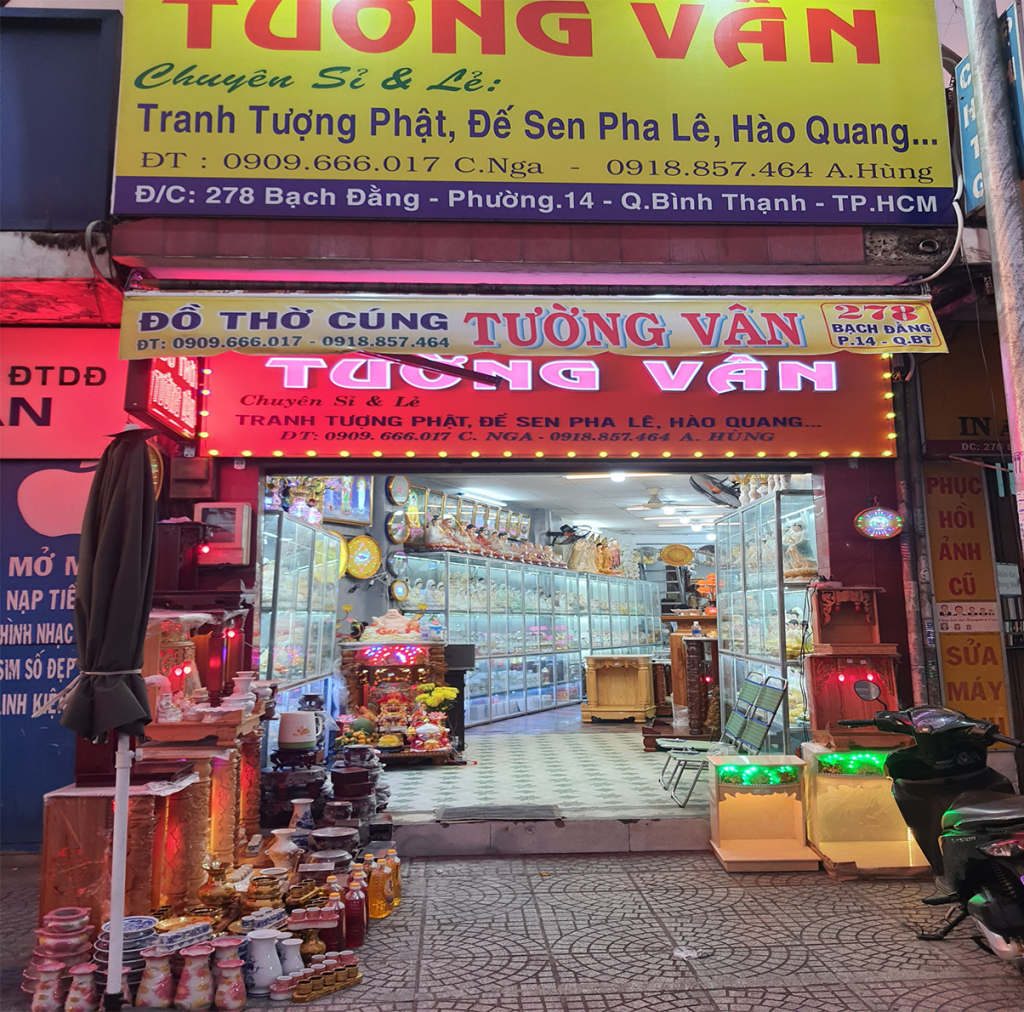 TƯỜNG VÂN
Chuyên Sỉ & Lẻ:
Tranh Tượng Phật, Đế Sen Pha Lê, Hào Quang...
ĐT : 0909.666.017 C.Nga - 0918.857.464 A.Hùng
Đ/C: 278 Bạch Đằng - Phường.14 - Q.Bình Thạnh - TP.HCM
ĐỒ THỜ CÚNG TƯỜNG VÂN
ĐT: 0909.666.017 - 0918.857.464
278
BẠCH ĐẰNG
P.14 - Q.BT
TƯỜNG VÂN
Chuyên Sỉ & Lẻ
TRANH TƯỢNG PHẬT, ĐẾ SEN PHA LÊ, HÀO QUANG...
ĐT: 0909.666.017 C. NGA - 0918.857.464 A. HÙNG
ĐTDĐ
MỞ
NẠP
HÌNH
SIM SỐ ĐẸP
LINH
IN
ĐC: 276
PHỤC
HỒI
ẢNH
CŨ
SỬA
MÁY